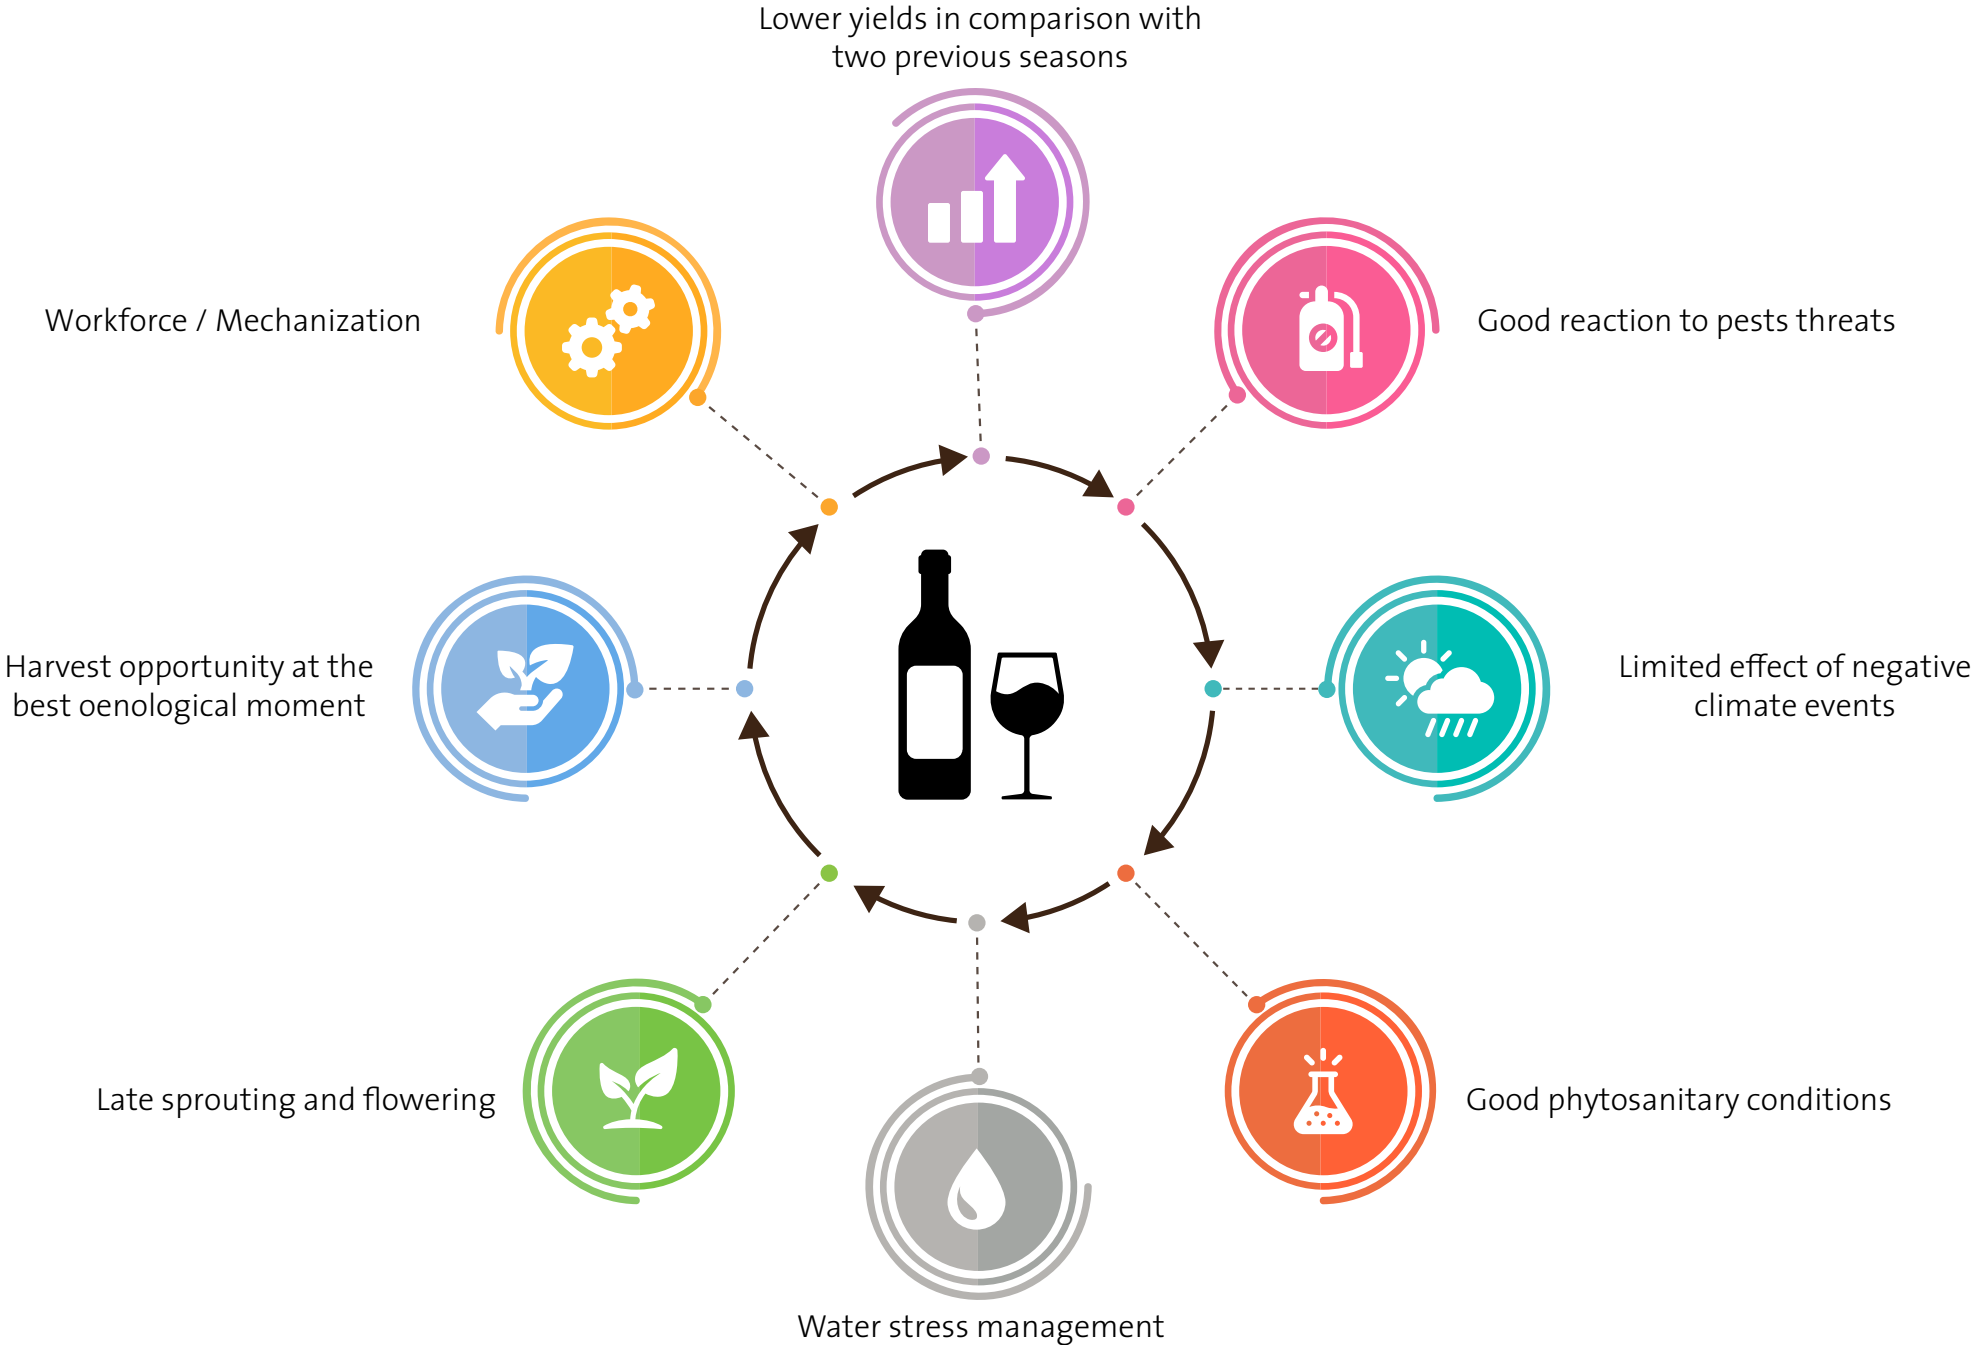 Lower yields in comparison with
two previous seasons
Workforce / Mechanization
Good reaction to pests threats
Harvest opportunity at the
best oenological moment
Limited effect of negative
climate events
Late sprouting and flowering
Good phytosanitary conditions
Water stress management